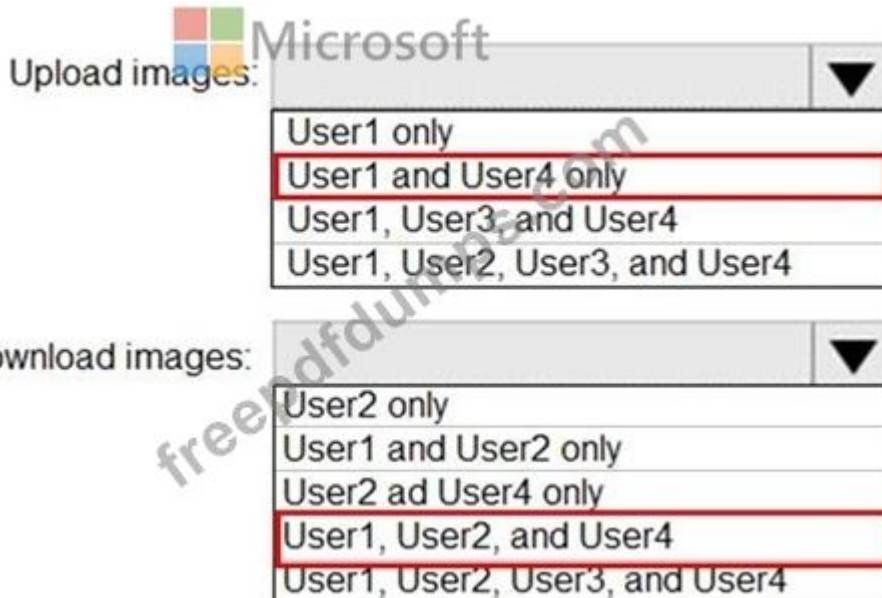 Microsoft
Upload images:
User1 only
User1 and User4 only
User1, User3, and User4
User1, User2, User3, and User4
ownload images:
User2 only
User1 and User2 only
User2 ad User4 only
User1, User2, and User4
User1, User2, User3, and User4
freepdfdumps.com